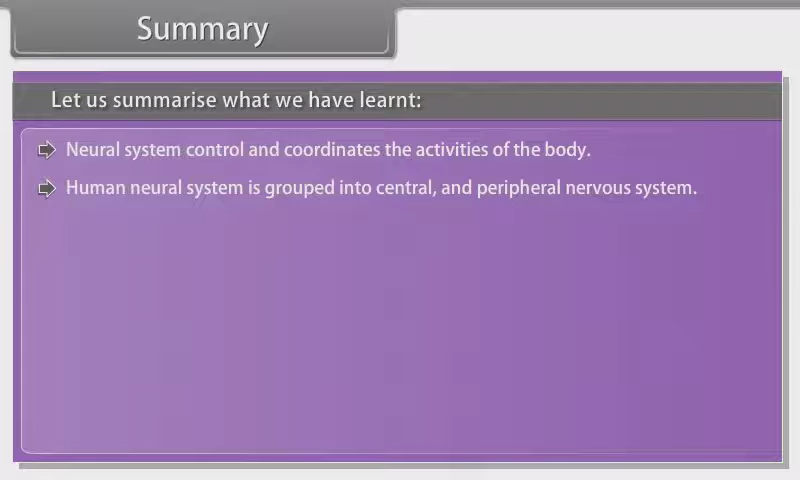 Summary
Let us summarise what we have learnt:
Neural system control and coordinates the activities of the body.
Human neural system is grouped into central, and peripheral nervous system.